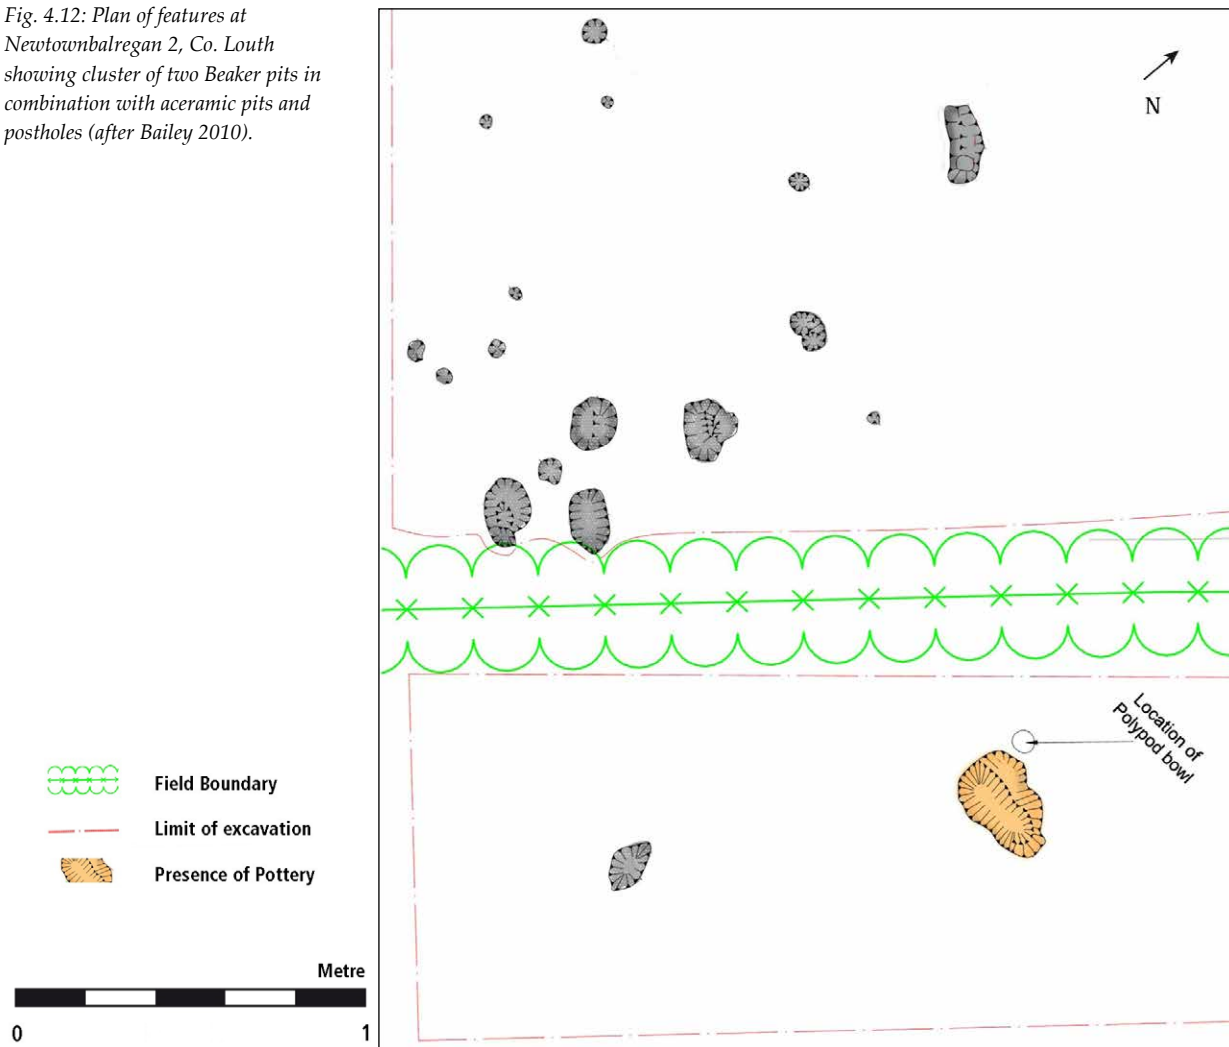 Fig. 4.12: Plan of features at
Newtownbalregan 2, Co. Louth
showing cluster of two Beaker pits in
combination with aceramic pits and
postholes (after Bailey 2010).
N
Location of
Polypod bowl
Field Boundary
Limit of excavation
Presence of Pottery
Metre
0 1